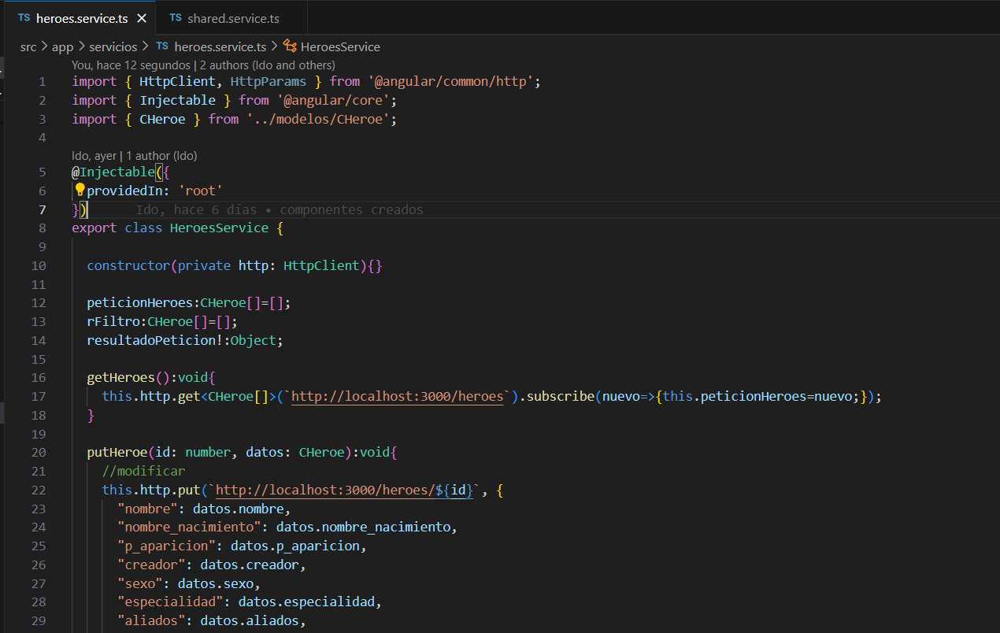 TS heroes.service.ts × TS shared.service.ts
src > app > servicios > TS heroes.service.ts > HeroesService
You, hace 12 segundos | 2 authors (Ido and others)
1 import { HttpClient, HttpParams } from '@angular/common/http';
2 import { Injectable } from '@angular/core';
3 import { CHeroe } from '../modelos/CHeroe';
4
Ido, ayer | 1 author (Ido)
5 @Injectable({
6 providedIn: 'root'
7 }) Ido, hace 6 días • componentes creados
8 export class HeroesService {
9
10 constructor(private http: HttpClient){}
11
12 peticionHeroes:CHeroe[]=[];
13 rFiltro:CHeroe[]=[];
14 resultadoPeticion!:Object;
15
16 getHeroes():void{
17 this.http.get<CHeroe[]>(`http://localhost:3000/heroes`).subscribe(nuevo=>{this.peticionHeroes=nuevo;});
18 }
19
20 putHeroe(id: number, datos: CHeroe):void{
21 //modificar
22 this.http.put(`http://localhost:3000/heroes/${id}`, {
23 "nombre": datos.nombre,
24 "nombre_nacimiento": datos.nombre_nacimiento,
25 "p_aparicion": datos.p_aparicion,
26 "creador": datos.creador,
27 "sexo": datos.sexo,
28 "especialidad": datos.especialidad,
29 "aliados": datos.aliados,